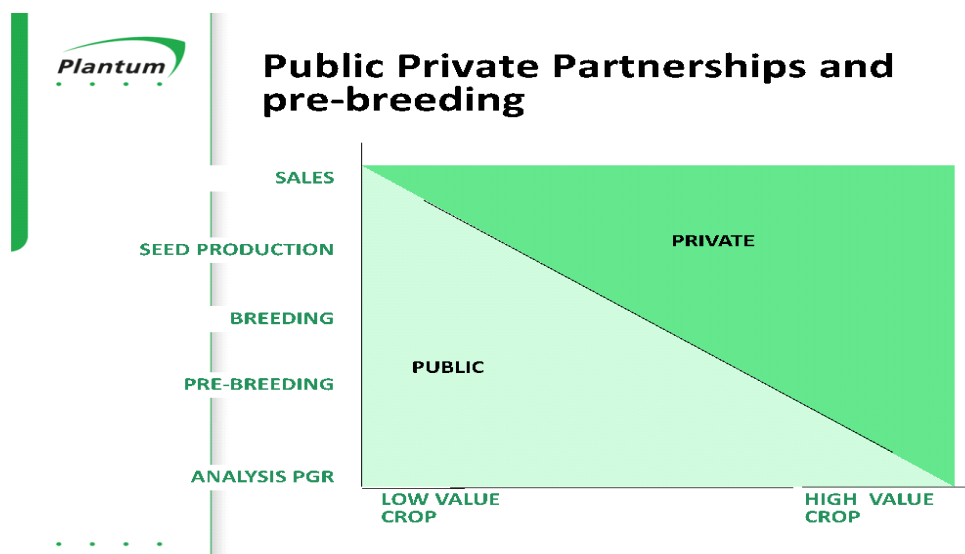 Plantum
Public Private Partnerships and
pre-breeding
SALES
SEED PRODUCTION
BREEDING
PRE-BREEDING
ANALYSIS PGR
PRIVATE
PUBLIC
LOW VALUE
CROP
HIGH VALUE
CROP